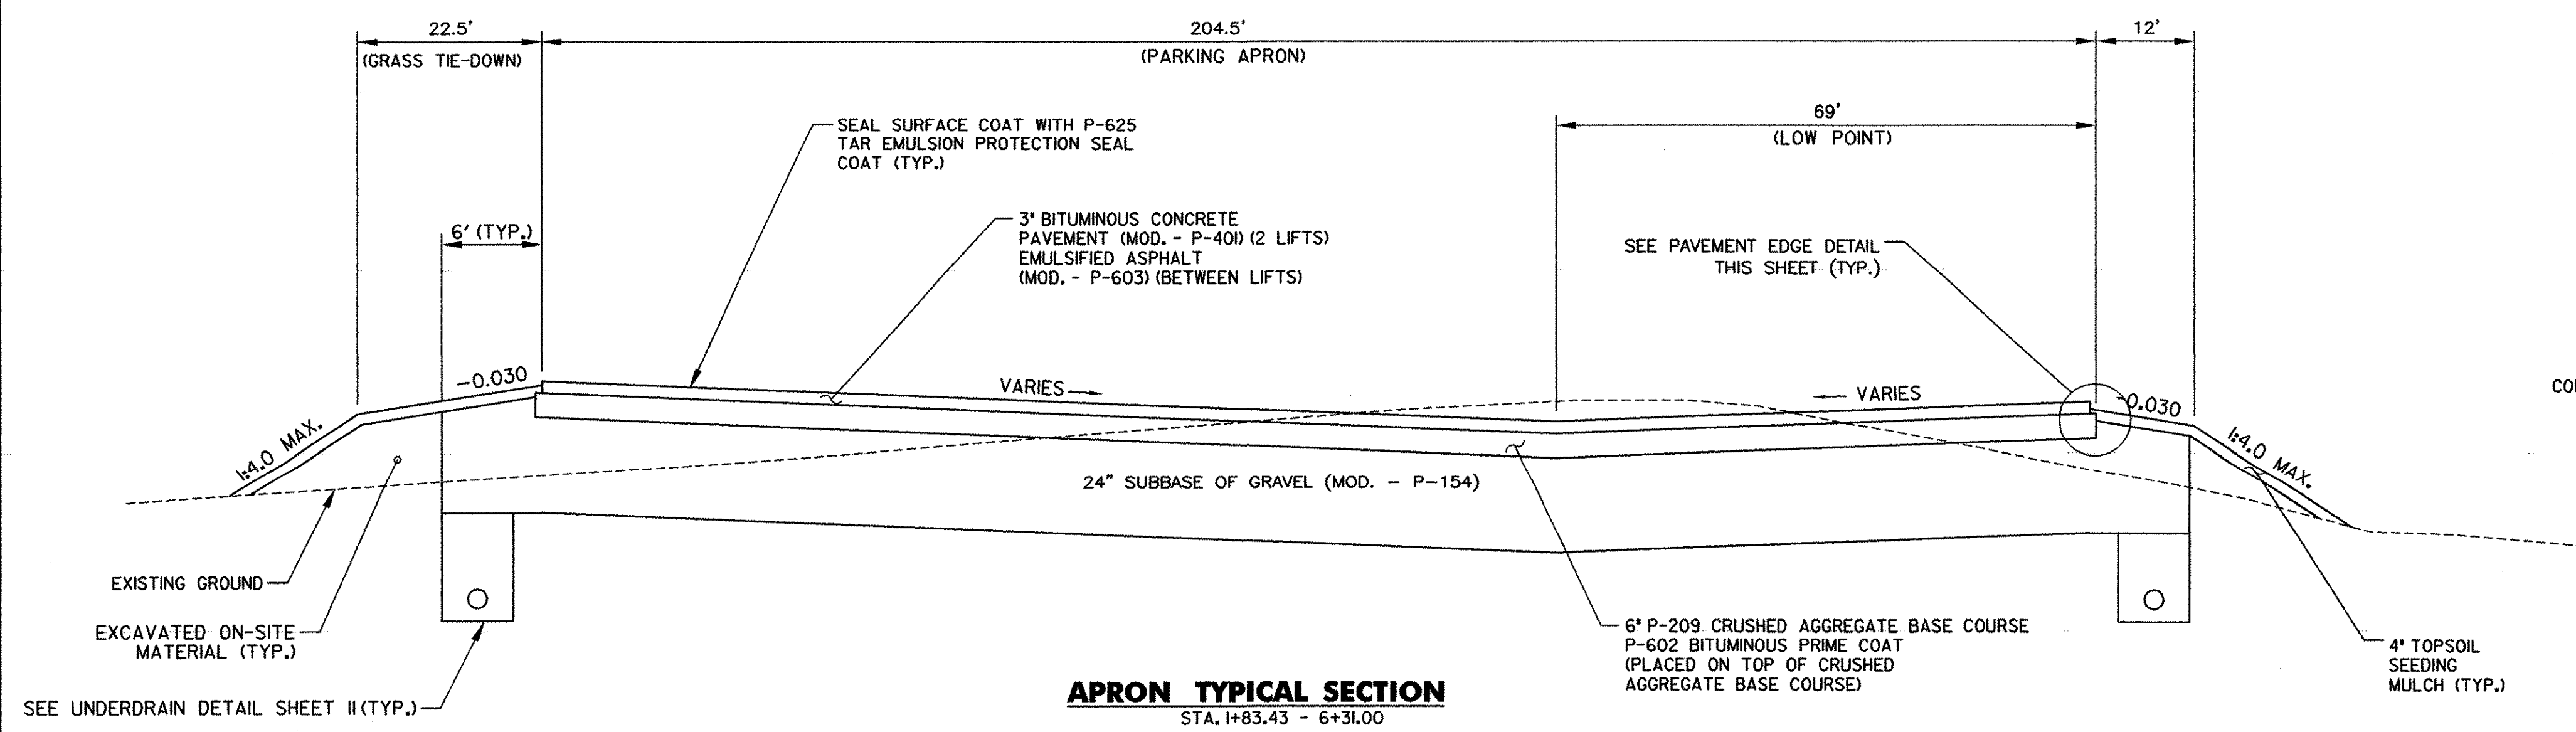 22.5'
(GRASS TIE-DOWN)
204.5'
(PARKING APRON)
12'
69'
(LOW POINT)
SEAL SURFACE COAT WITH P-625
TAR EMULSION PROTECTION SEAL
COAT (TYP.)
6' (TYP.)
3" BITUMINOUS CONCRETE
PAVEMENT (MOD. - P-401) (2 LIFTS)
EMULSIFIED ASPHALT
(MOD. - P-603) (BETWEEN LIFTS)
SEE PAVEMENT EDGE DETAIL
THIS SHEET (TYP.)
-0.030
VARIES
VARIES
-0.030
1:4.0 MAX.
1:4.0 MAX.
24" SUBBASE OF GRAVEL (MOD. - P-154)
EXISTING GROUND
EXCAVATED ON-SITE
MATERIAL (TYP.)
SEE UNDERDRAIN DETAIL SHEET 11 (TYP.)
6" P-209 CRUSHED AGGREGATE BASE COURSE
P-602 BITUMINOUS PRIME COAT
(PLACED ON TOP OF CRUSHED
AGGREGATE BASE COURSE)
4" TOPSOIL
SEEDING
MULCH (TYP.)
APRON TYPICAL SECTION
STA. 1+83.43 - 6+31.00